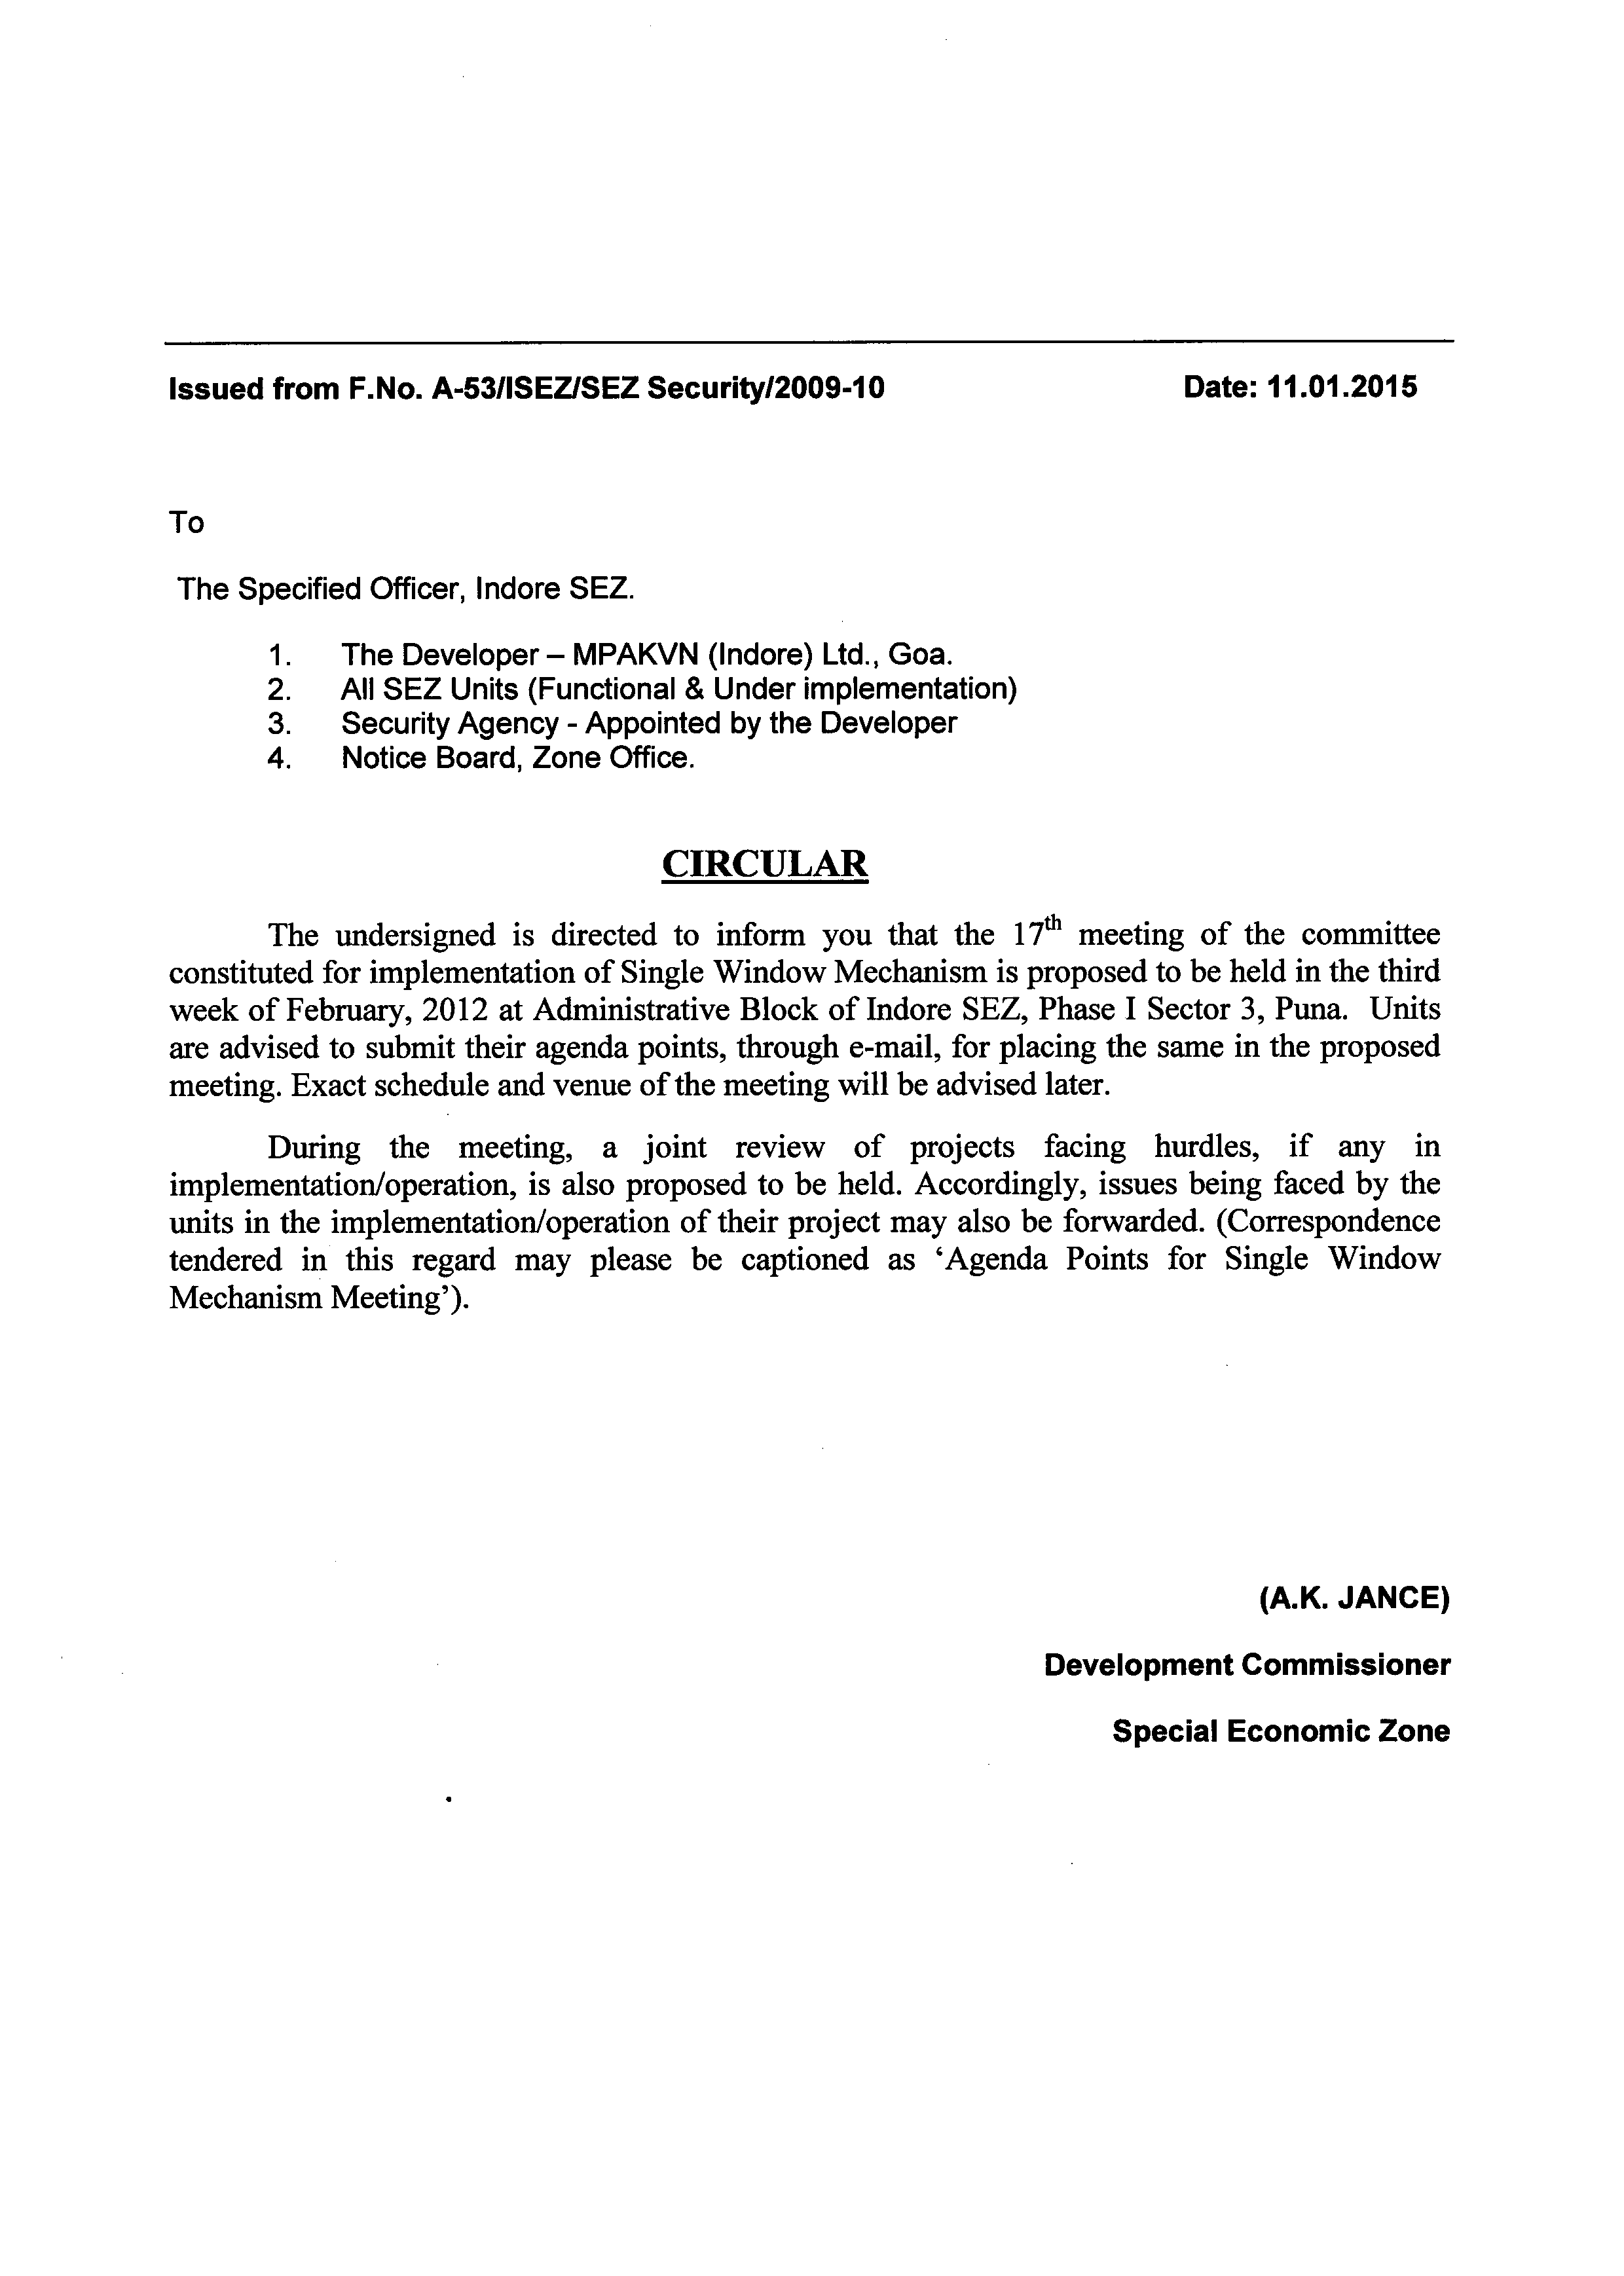 Issued from F.No. A-53/ISEZ/SEZ Security/2009-10 Date: 11.01.2015
To
The Specified Officer, Indore SEZ.
1. The Developer – MPAKVN (Indore) Ltd., Goa.
2. All SEZ Units (Functional & Under implementation)
3. Security Agency - Appointed by the Developer
4. Notice Board, Zone Office.
CIRCULAR
The undersigned is directed to inform you that the 17th meeting of the committee
constituted for implementation of Single Window Mechanism is proposed to be held in the third
week of February, 2012 at Administrative Block of Indore SEZ, Phase I Sector 3, Puna. Units
are advised to submit their agenda points, through e-mail, for placing the same in the proposed
meeting. Exact schedule and venue of the meeting will be advised later.
During the meeting, a joint review of projects facing hurdles, if any in
implementation/operation, is also proposed to be held. Accordingly, issues being faced by the
units in the implementation/operation of their project may also be forwarded. (Correspondence
tendered in this regard may please be captioned as ‘Agenda Points for Single Window
Mechanism Meeting’).
(A.K. JANCE)
Development Commissioner
Special Economic Zone